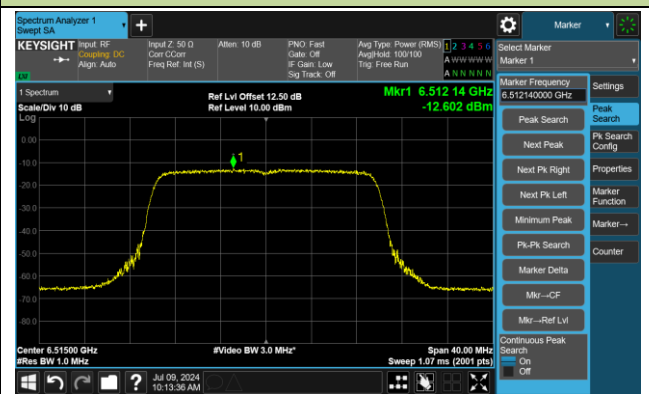 Spectrum Analyzer 1
Swept SA
+
Marker
KEYSIGHT
Input: RF
Coupling: DC
Align: Auto
Input Z: 50 Ω
Corr CCorr
Freq Ref: Int (S)
Atten: 10 dB
PNO: Fast
Gate: Off
IF Gain: Low
Sig Track: Off
Avg Type: Power (RMS)
Avg|Hold: 100/100
Trig: Free Run
1 2 3 4 5 6
A W W W W W
A N N N N N
LXI
Select Marker
Marker 1
1 Spectrum
Scale/Div 10 dB
Log
Ref Lvl Offset 12.50 dB
Ref Level 10.00 dBm
Mkr1 6.512 14 GHz
-12.602 dBm
0.00
-10.0
-20.0
-30.0
-40.0
-50.0
-60.0
-70.0
-80.0
1
Center 6.51500 GHz
#Res BW 1.0 MHz
#Video BW 3.0 MHz*
Span 40.00 MHz
Sweep 1.07 ms (2001 pts)
Marker Frequency
6.512140000 GHz
Peak Search
Next Peak
Next Pk Right
Next Pk Left
Minimum Peak
Pk-Pk Search
Marker Delta
Mkr→CF
Mkr→Ref Lvl
Continuous Peak
Search
On
Off
Settings
Peak
Search
Pk Search
Config
Properties
Marker
Function
Marker→
Counter
?
Jul 09, 2024
10:13:36 AM